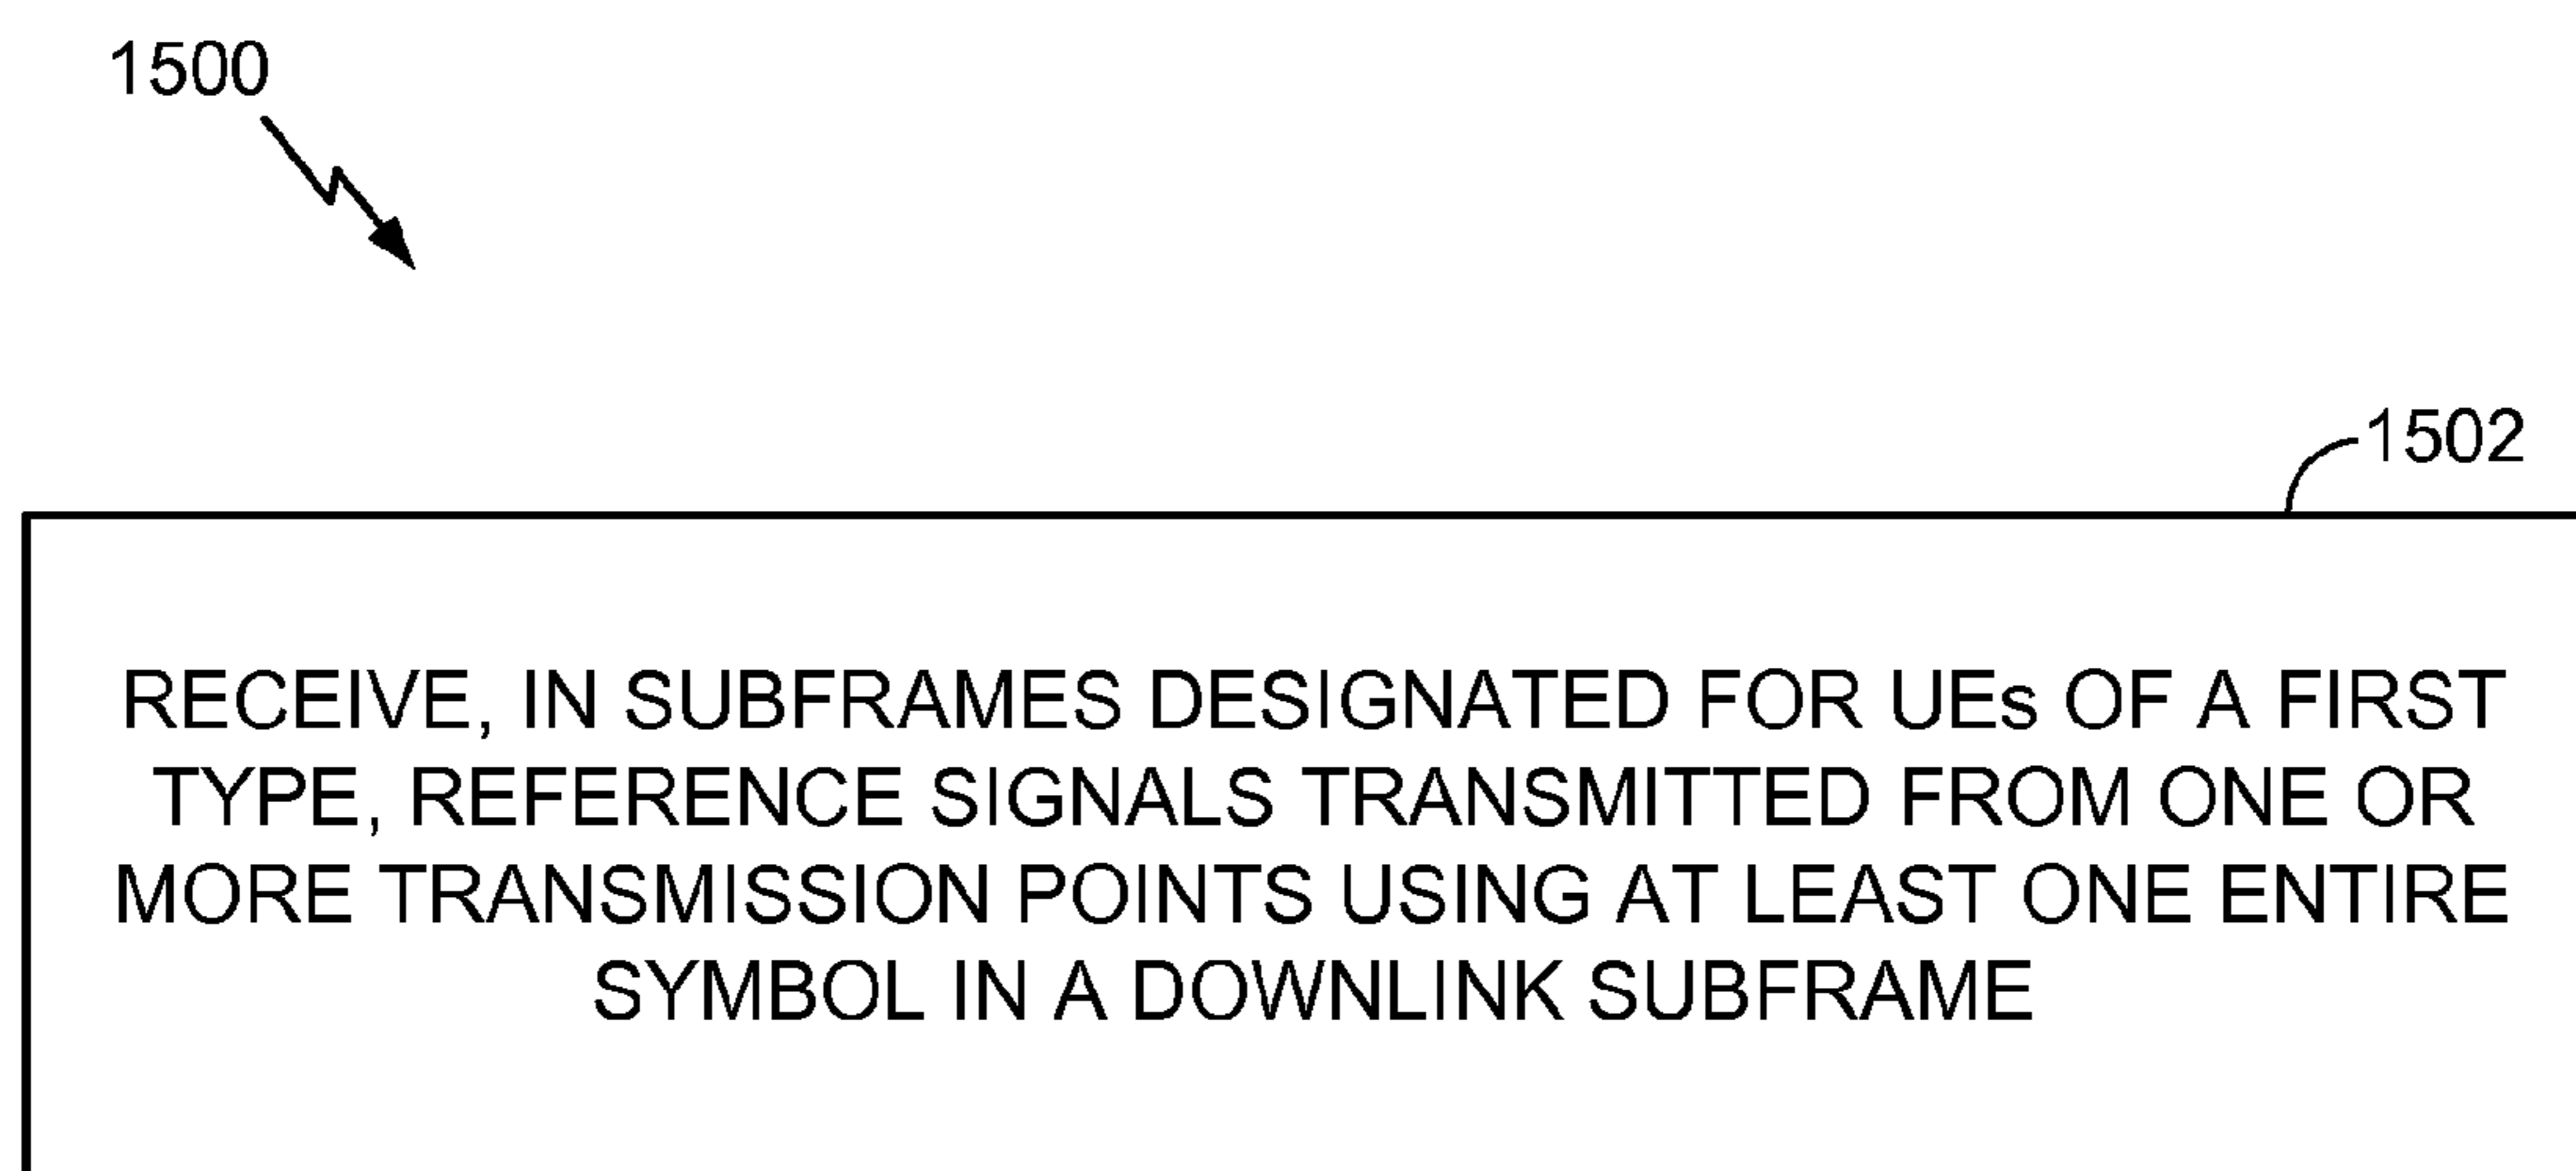 1500
1502
RECEIVE, IN SUBFRAMES DESIGNATED FOR UEs OF A FIRST
TYPE, REFERENCE SIGNALS TRANSMITTED FROM ONE OR
MORE TRANSMISSION POINTS USING AT LEAST ONE ENTIRE
SYMBOL IN A DOWNLINK SUBFRAME